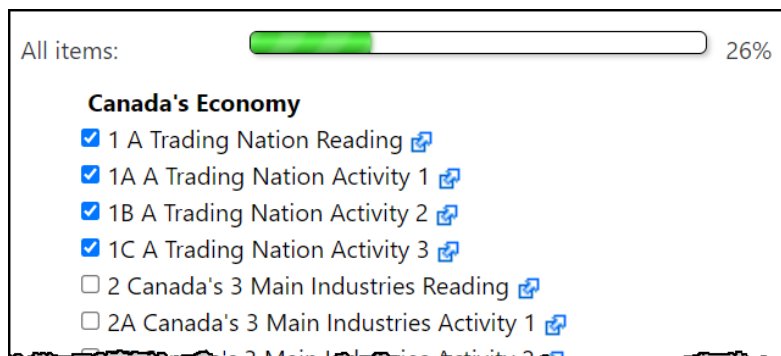 All items: 26%
Canada's Economy
1 A Trading Nation Reading
1A A Trading Nation Activity 1
1B A Trading Nation Activity 2
1C A Trading Nation Activity 3
2 Canada's 3 Main Industries Reading
2A Canada's 3 Main Industries Activity 1